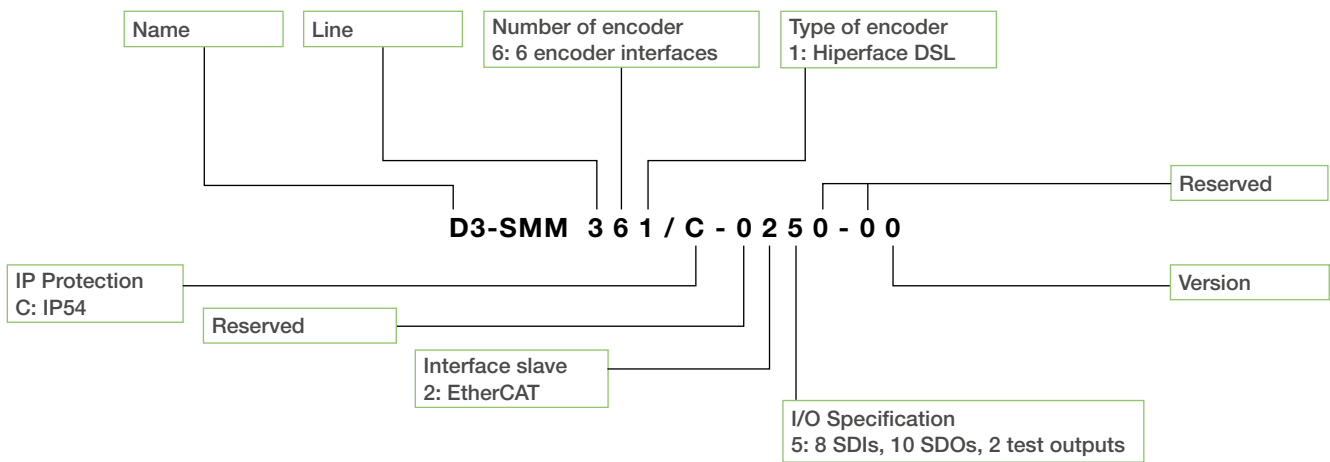 Name
Line
Number of encoder
6: 6 encoder interfaces
Type of encoder
1: Hiperface DSL
Reserved
D3-SMM 3 6 1 / C - 0 2 5 0 - 0 0
IP Protection
C: IP54
Reserved
Interface slave
2: EtherCAT
I/O Specification
5: 8 SDIs, 10 SDOs, 2 test outputs
Version